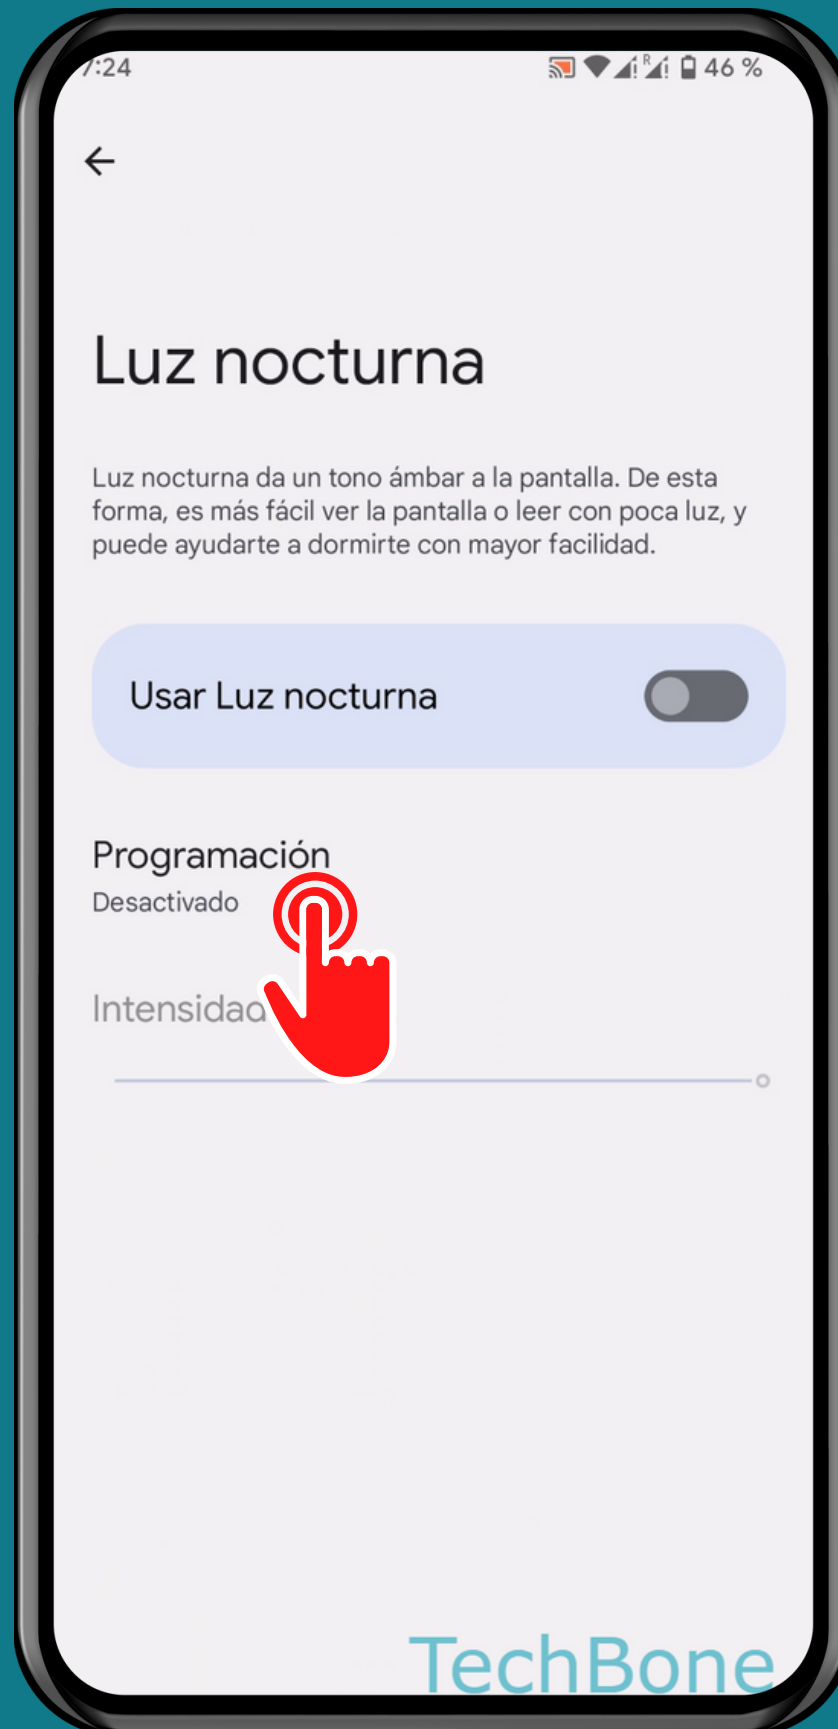 7:24
R
46 %
Luz nocturna
Luz nocturna da un tono ámbar a la pantalla. De esta
forma, es más fácil ver la pantalla o leer con poca luz, y
puede ayudarte a dormirte con mayor facilidad.
Usar Luz nocturna
Programación
Desactivado
Intensidad
TechBone